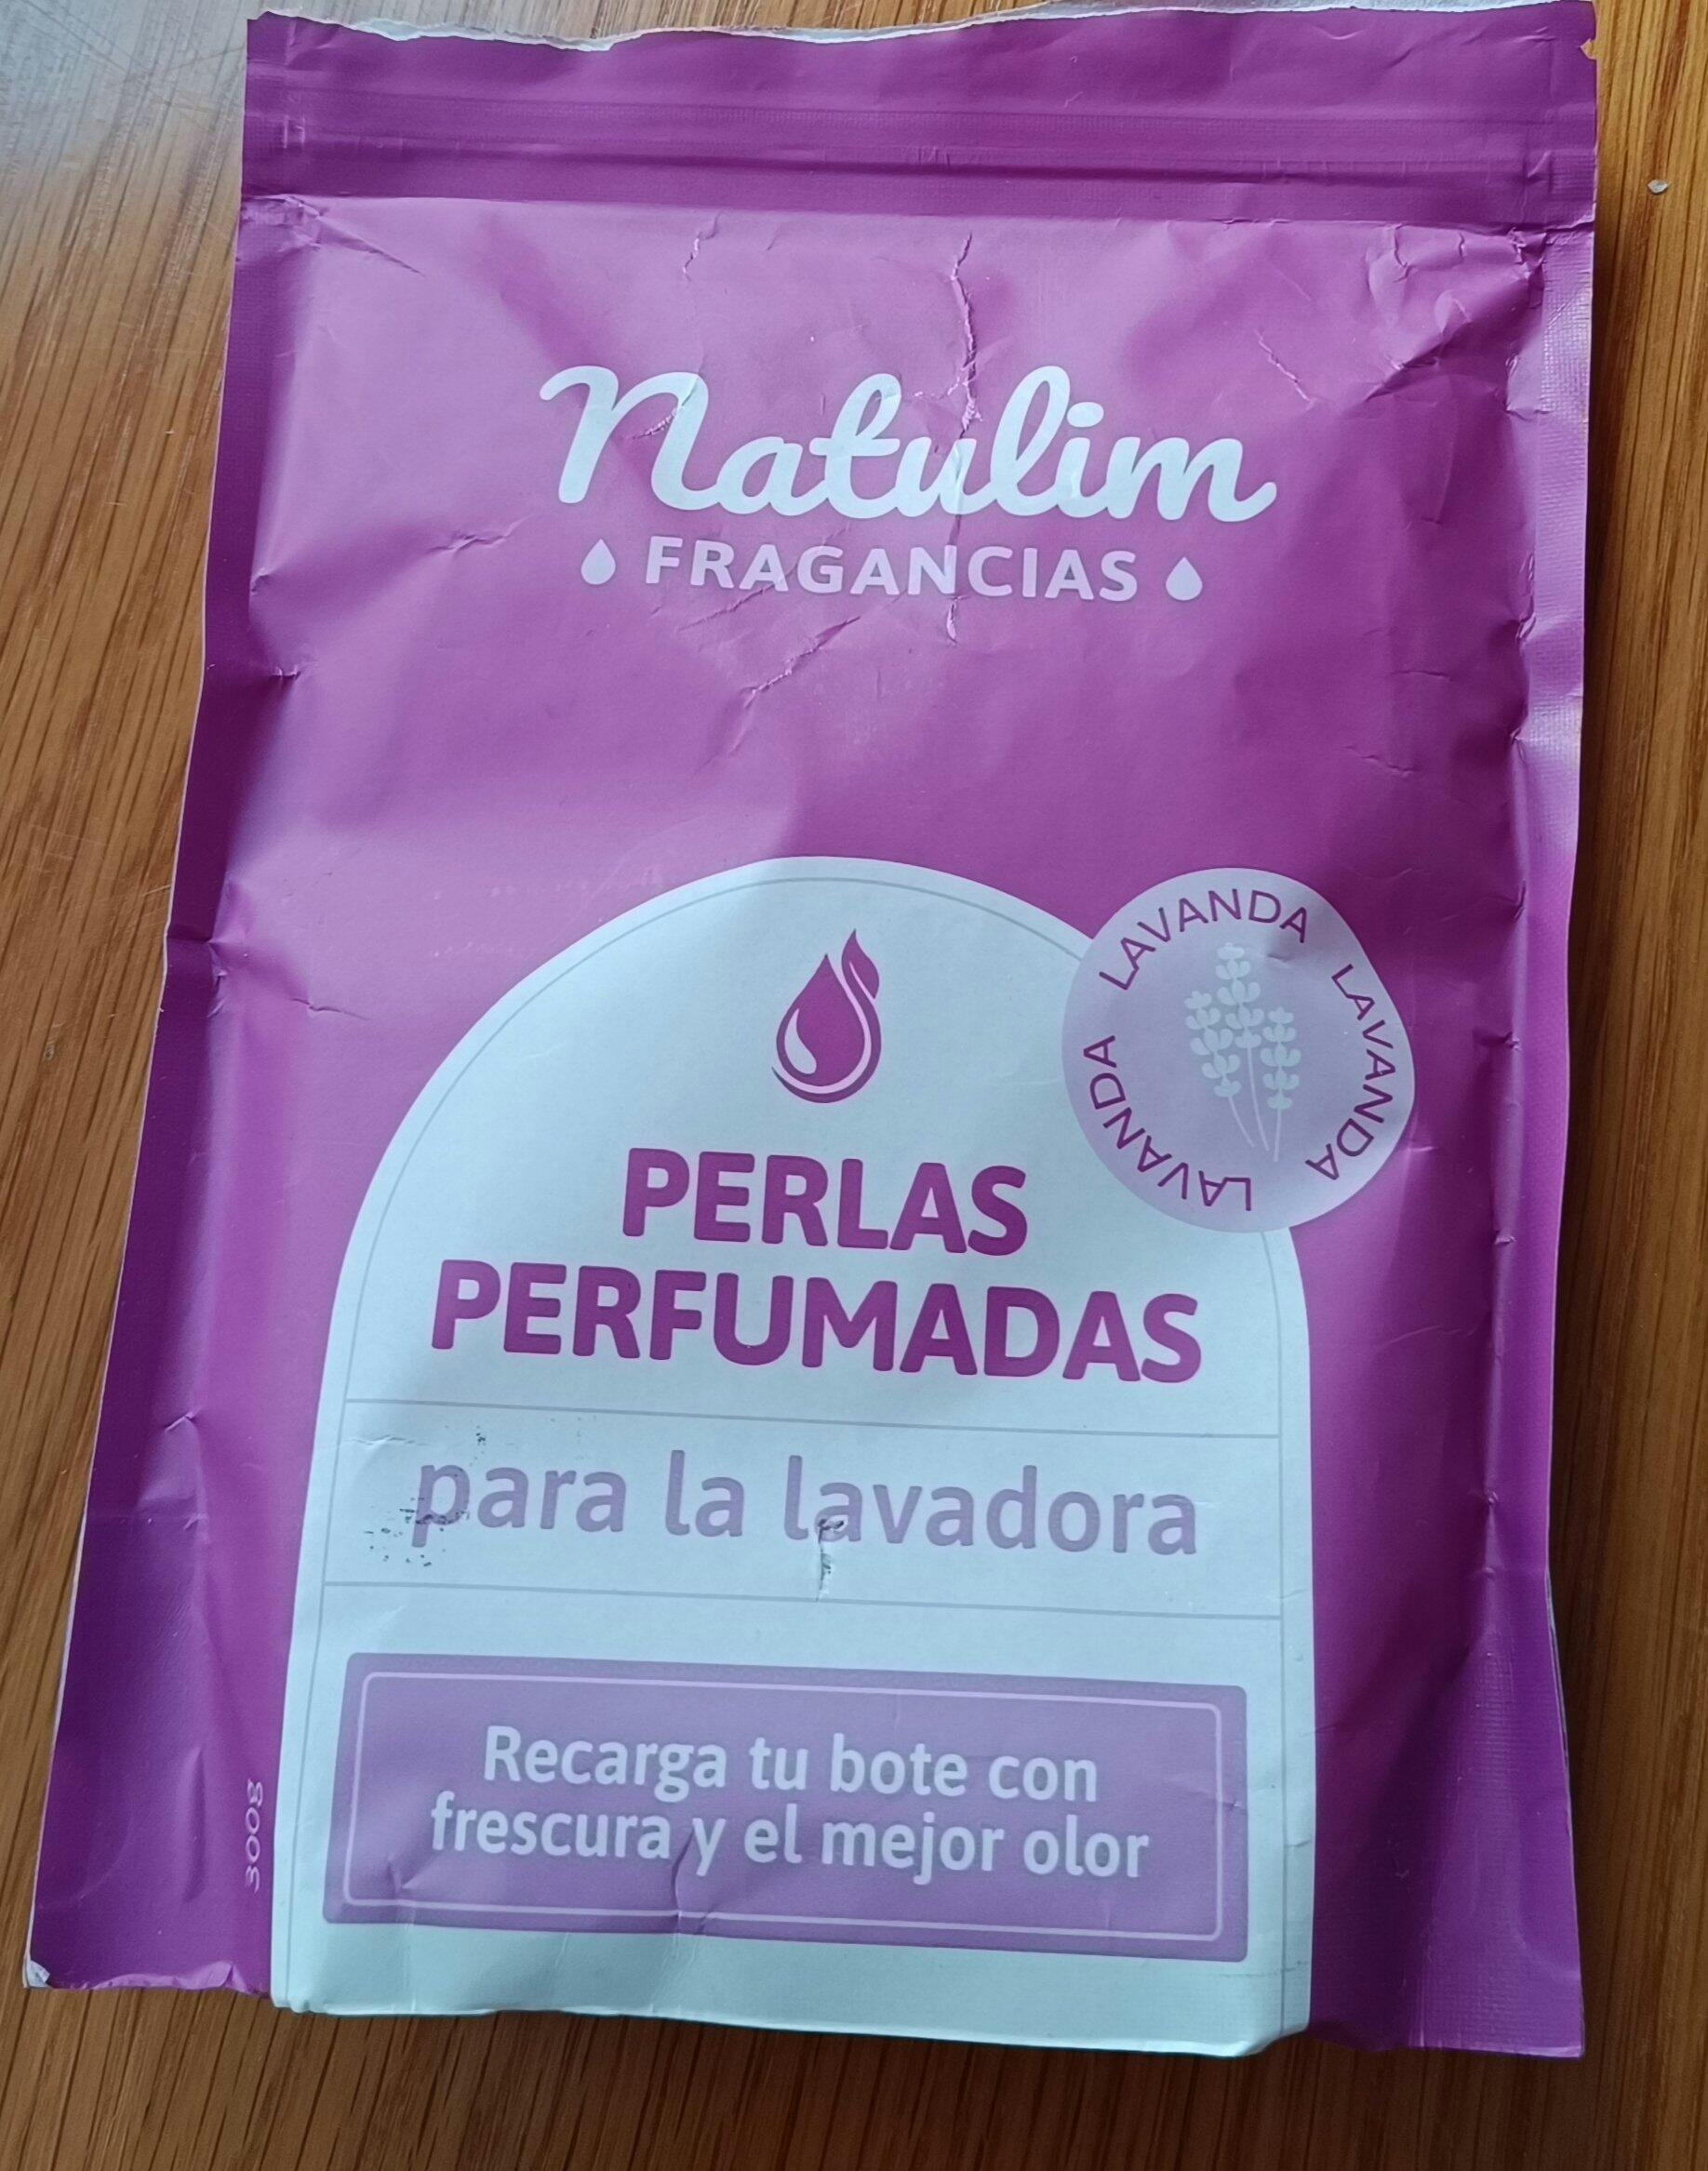 Natulim
FRAGANCIAS
LAVANDA LAVANDA LAVANDA
PERLAS
PERFUMADAS
para la lavadora
Recarga tu bote con
frescura y el mejor olor
300g